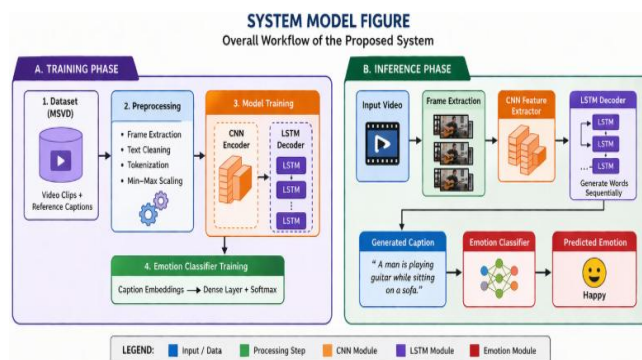 SYSTEM MODEL FIGURE
Overall Workflow of the Proposed System
A. TRAINING PHASE
1. Dataset
(MSVD)
Video Clips +
Reference Captions
2. Preprocessing
• Frame Extraction
• Text Cleaning
• Tokenization
• Min–Max Scaling
3. Model Training
CNN
Encoder
LSTM
Decoder
LSTM
LSTM
LSTM
4. Emotion Classifier Training
Caption Embeddings → Dense Layer + Softmax
B. INFERENCE PHASE
Input Video
Frame Extraction
CNN Feature
Extractor
LSTM Decoder
LSTM
LSTM
LSTM
Generate Words
Sequentially
Generated Caption
“ A man is playing
guitar while sitting
on a sofa.”
Emotion Classifier
Predicted Emotion
Happy
LEGEND:
Input / Data
Processing Step
CNN Module
LSTM Module
Emotion Module